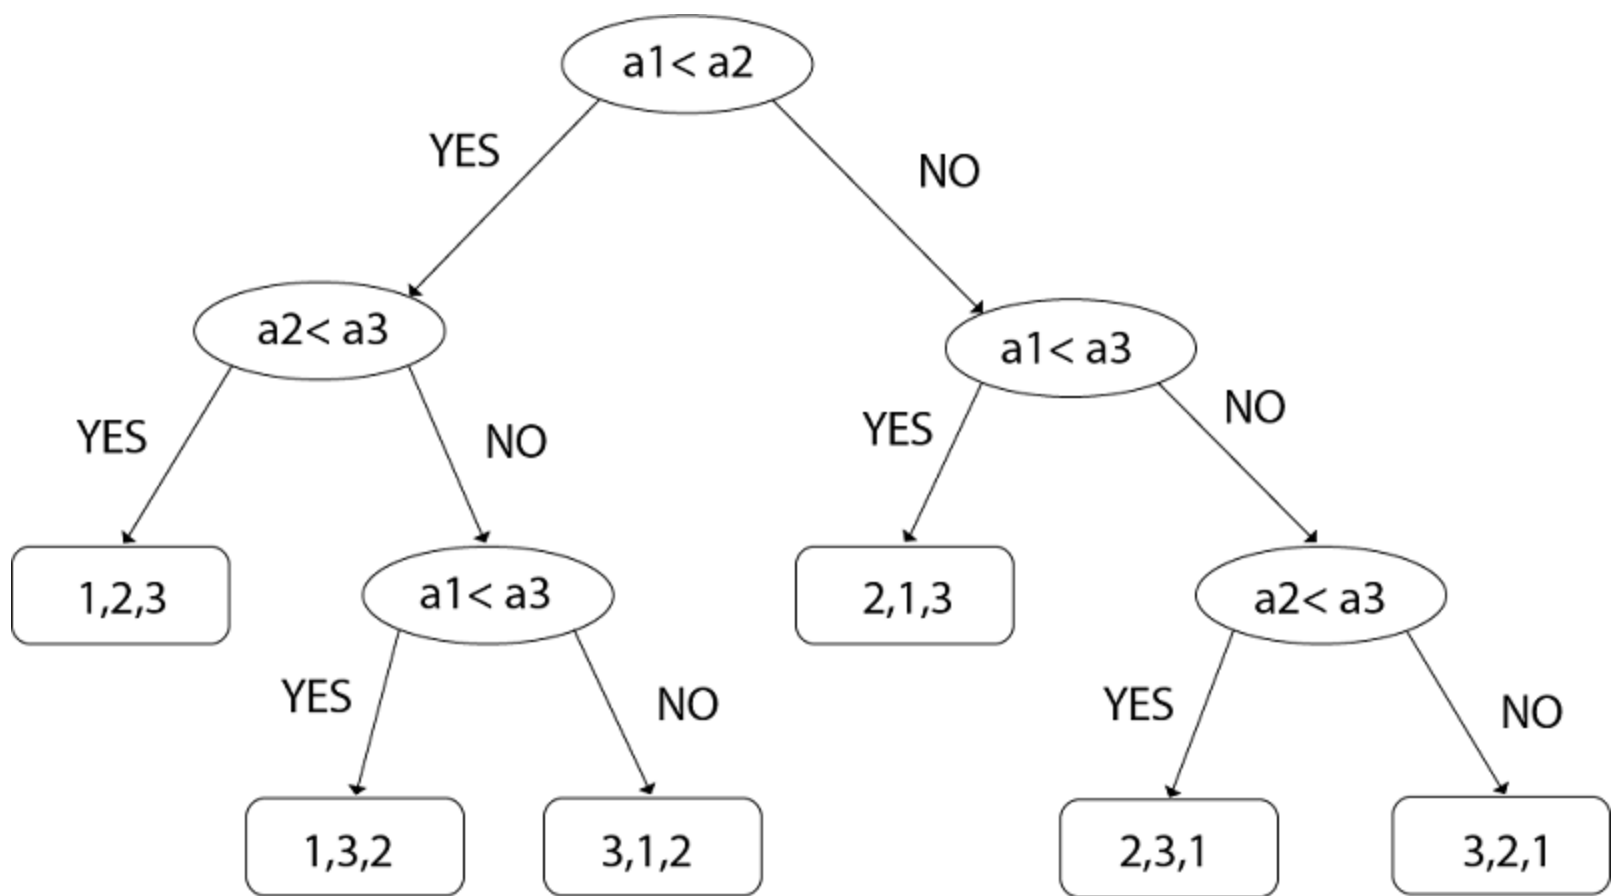 a1< a2
YES
NO
a2< a3
a1< a3
YES
NO
YES
NO
1,2,3
a1< a3
2,1,3
a2< a3
YES
NO
YES
NO
1,3,2
3,1,2
2,3,1
3,2,1